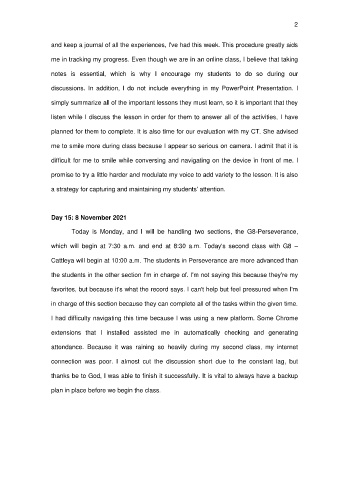 2
and keep a journal of all the experiences, I've had this week. This procedure greatly aids
me in tracking my progress. Even though we are in an online class, I believe that taking
notes is essential, which is why I encourage my students to do so during our
discussions. In addition, I do not include everything in my PowerPoint Presentation. I
simply summarize all of the important lessons they must learn, so it is important that they
listen while I discuss the lesson in order for them to answer all of the activities, I have
planned for them to complete. It is also time for our evaluation with my CT. She advised
me to smile more during class because I appear so serious on camera. I admit that it is
difficult for me to smile while conversing and navigating on the device in front of me. I
promise to try a little harder and modulate my voice to add variety to the lesson. It is also
a strategy for capturing and maintaining my students' attention.
Day 15: 8 November 2021
Today is Monday, and I will be handling two sections, the G8-Perseverance,
which will begin at 7:30 a.m. and end at 8:30 a.m. Today's second class with G8 –
Cattleya will begin at 10:00 a.m. The students in Perseverance are more advanced than
the students in the other section I'm in charge of. I'm not saying this because they're my
favorites, but because it's what the record says. I can't help but feel pressured when I'm
in charge of this section because they can complete all of the tasks within the given time.
I had difficulty navigating this time because I was using a new platform. Some Chrome
extensions that I installed assisted me in automatically checking and generating
attendance. Because it was raining so heavily during my second class, my internet
connection was poor. I almost cut the discussion short due to the constant lag, but
thanks be to God, I was able to finish it successfully. It is vital to always have a backup
plan in place before we begin the class.